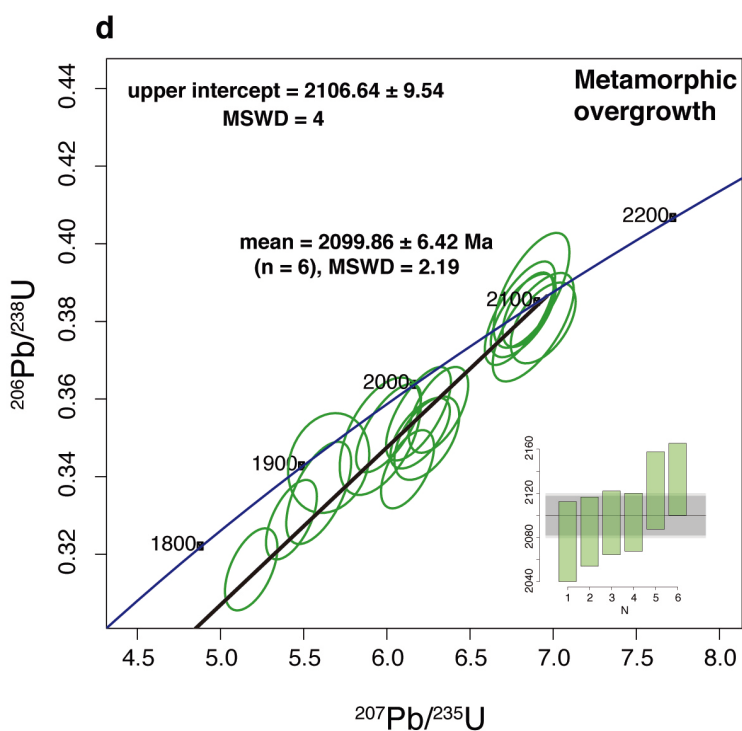 d
upper intercept = 2106.64 ± 9.54
MSWD = 4
Metamorphic
overgrowth
mean = 2099.86 ± 6.42 Ma
(n = 6), MSWD = 2.19
2200
2100
2000
1900
1800
0.44
0.42
0.40
0.38
0.36
0.34
0.32
206Pb/238U
2160
2120
2080
2040
1 2 3 4 5 6
N
4.5 5.0 5.5 6.0 6.5 7.0 7.5 8.0
207Pb/235U